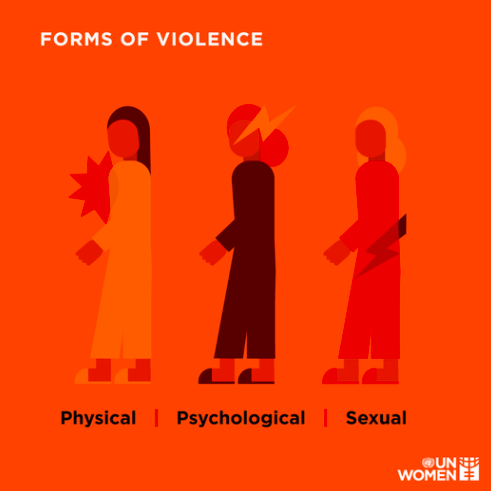 FORMS OF VIOLENCE
Physical | Psychological | Sexual
UN
WOMEN